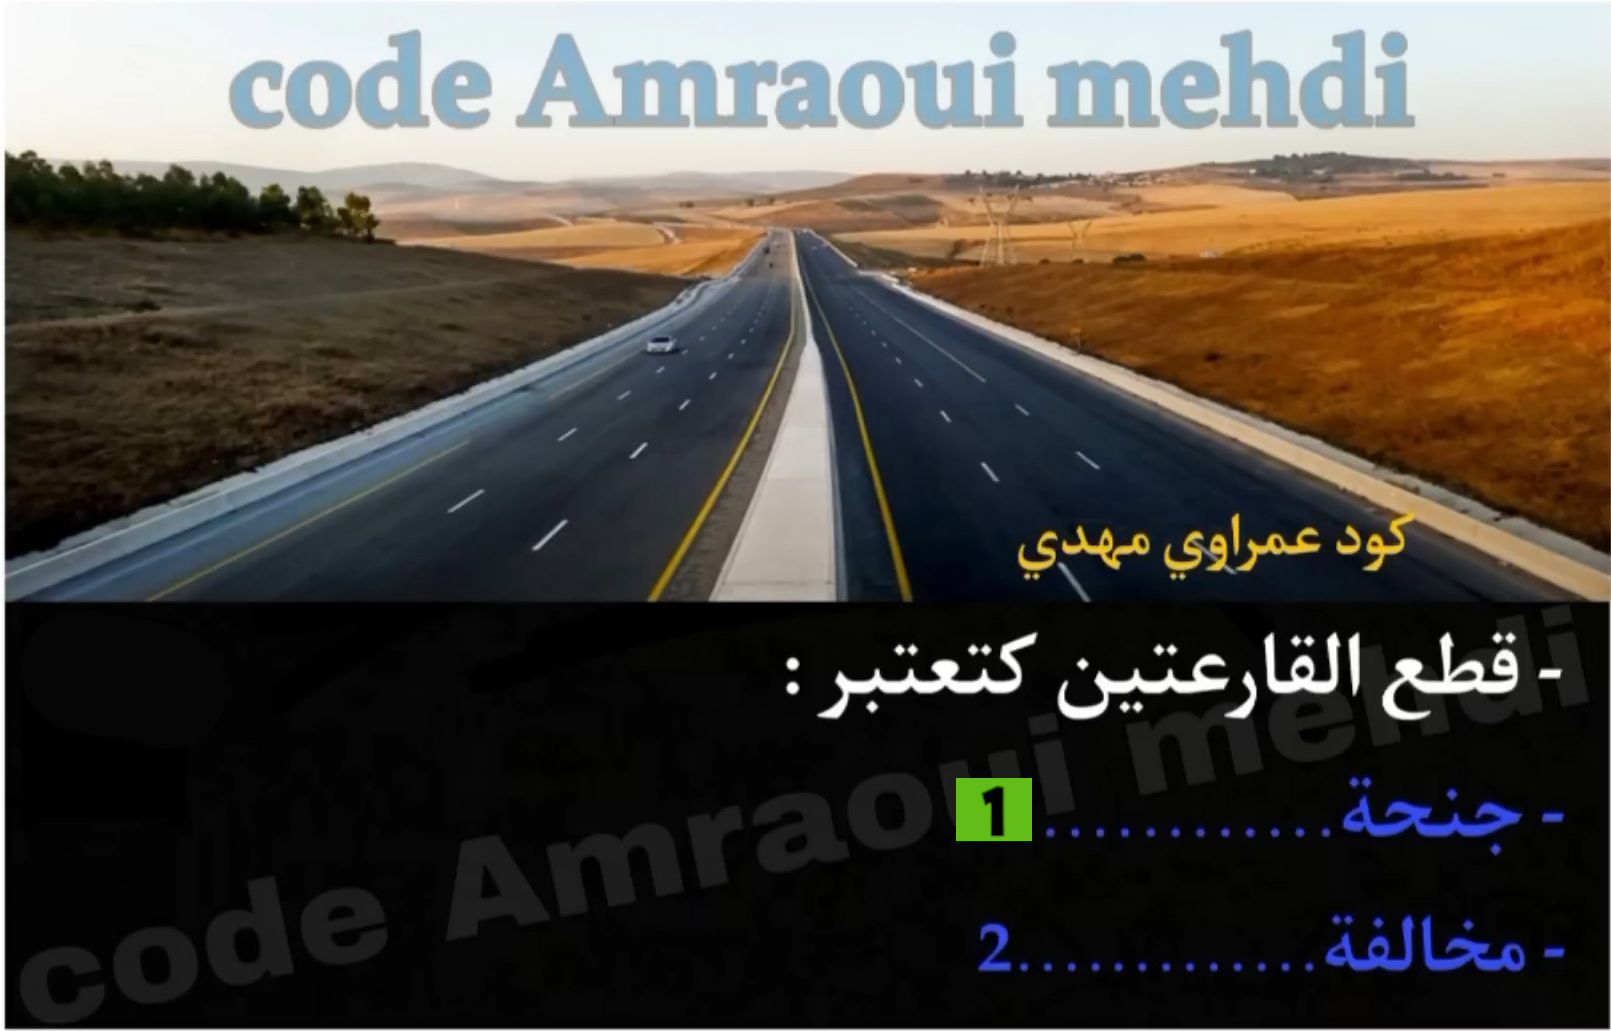 code Amraoui mehdi
كود عمراوي مهدي
- قطع القارعتين كتعتبر :
- جنحة............ 1
- مخالفة.............2
code Amraoui mehdi